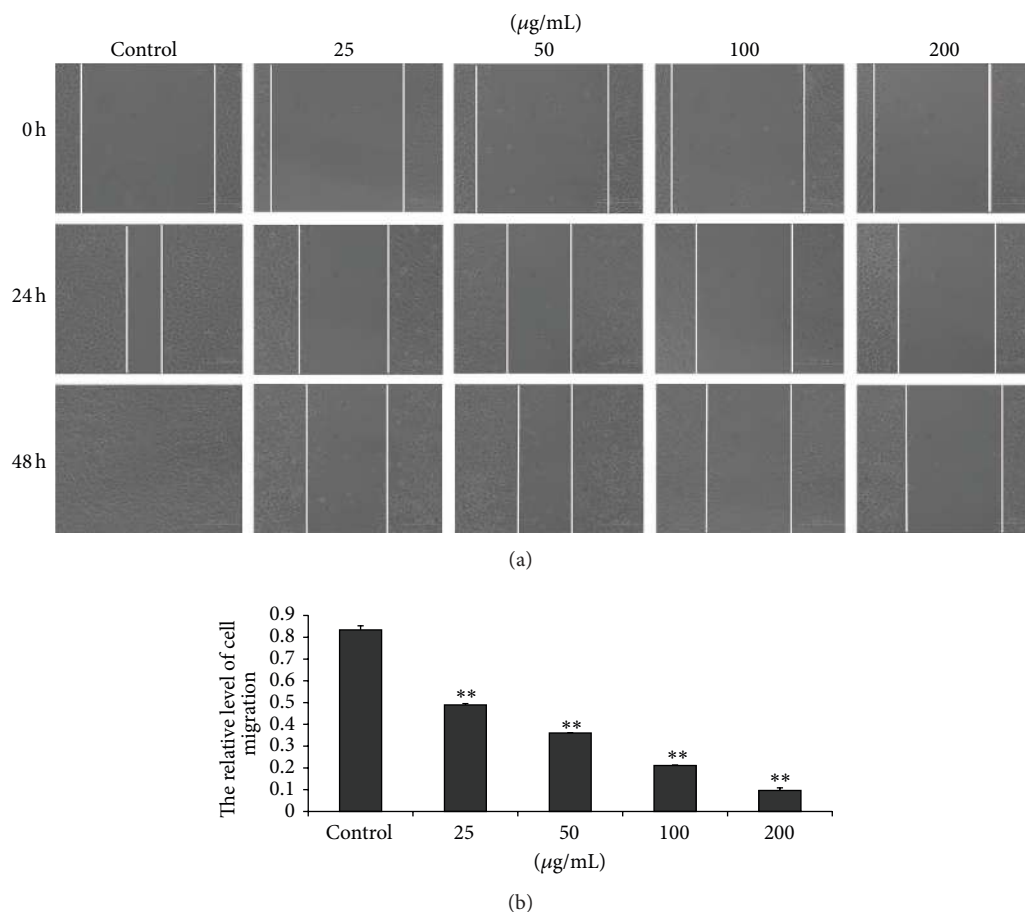 (μg/mL)
Control 25 50 100 200
0 h
24 h
48 h
(a)
The relative level of cell
migration
0.9
0.8
0.7
0.6
0.5
0.4
0.3
0.2
0.1
0
**
**
**
**
Control 25 50 100 200
(μg/mL)
(b)